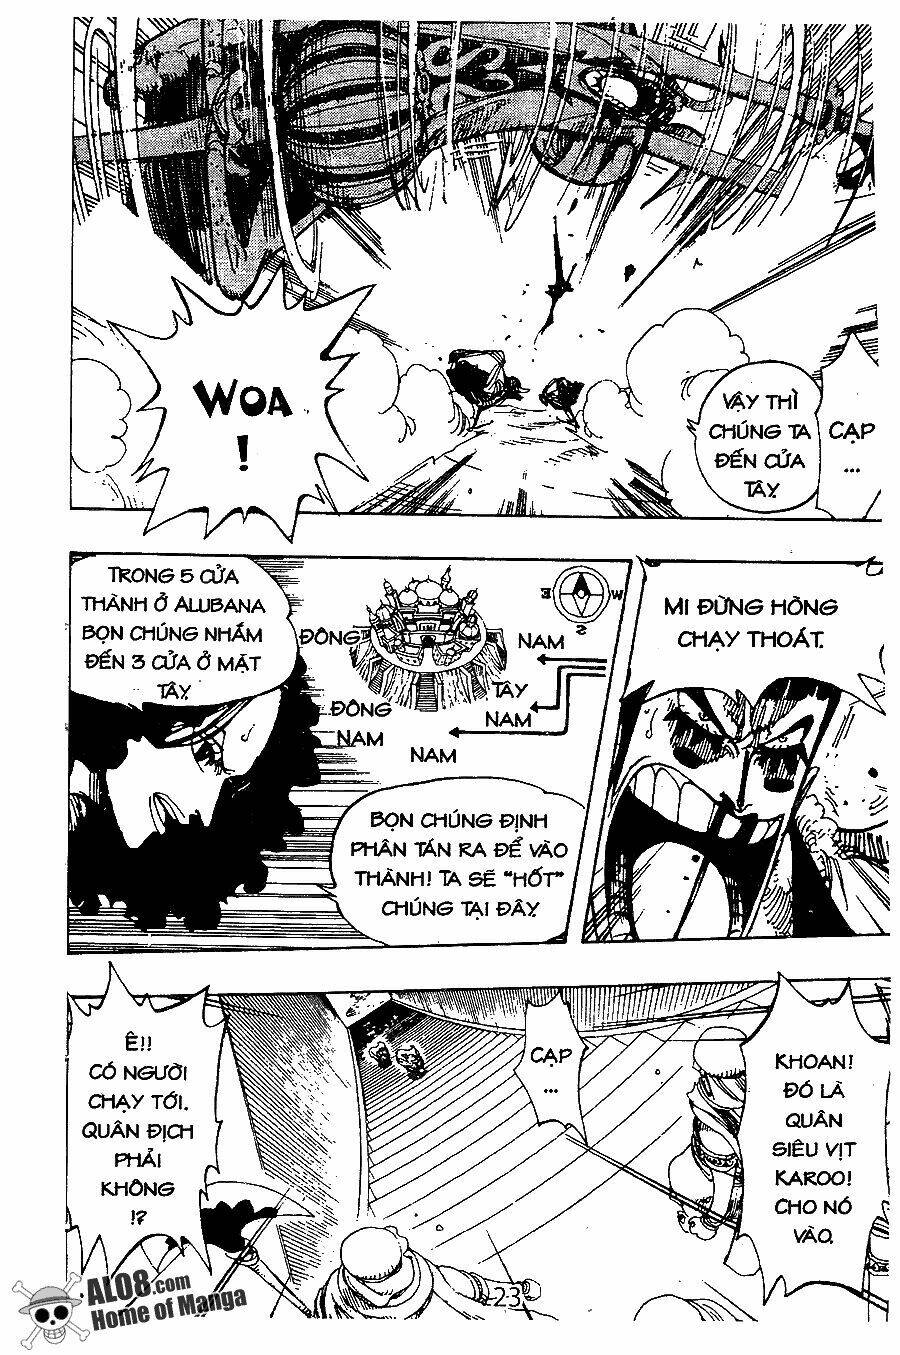 WOA
!
VẬY THÌ
CHÚNG TA
ĐẾN CỬA
TÂY.
CẠP
...
TRONG 5 CỬA
THÀNH Ở ALUBANA
BỌN CHÚNG NHẮM
ĐẾN 3 CỬA Ở MẶT
TÂY.
ĐÔNG
E
W
S
NAM
TÂY
NAM
ĐÔNG
NAM
NAM
MI ĐỪNG HÒNG
CHẠY THOÁT.
BỌN CHÚNG ĐỊNH
PHÂN TÁN RA ĐỂ VÀO
THÀNH! TA SẼ "HỐT"
CHÚNG TẠI ĐÂY.
Ê!!
CÓ NGƯỜI
CHẠY TỚI.
QUÂN ĐỊCH
PHẢI
KHÔNG
!?
CẠP
...
KHOAN!
ĐÓ LÀ
QUÂN
SIÊU VỊT
KAROO!
CHO NÓ
VÀO.
23
ALO8.com
Home of Manga